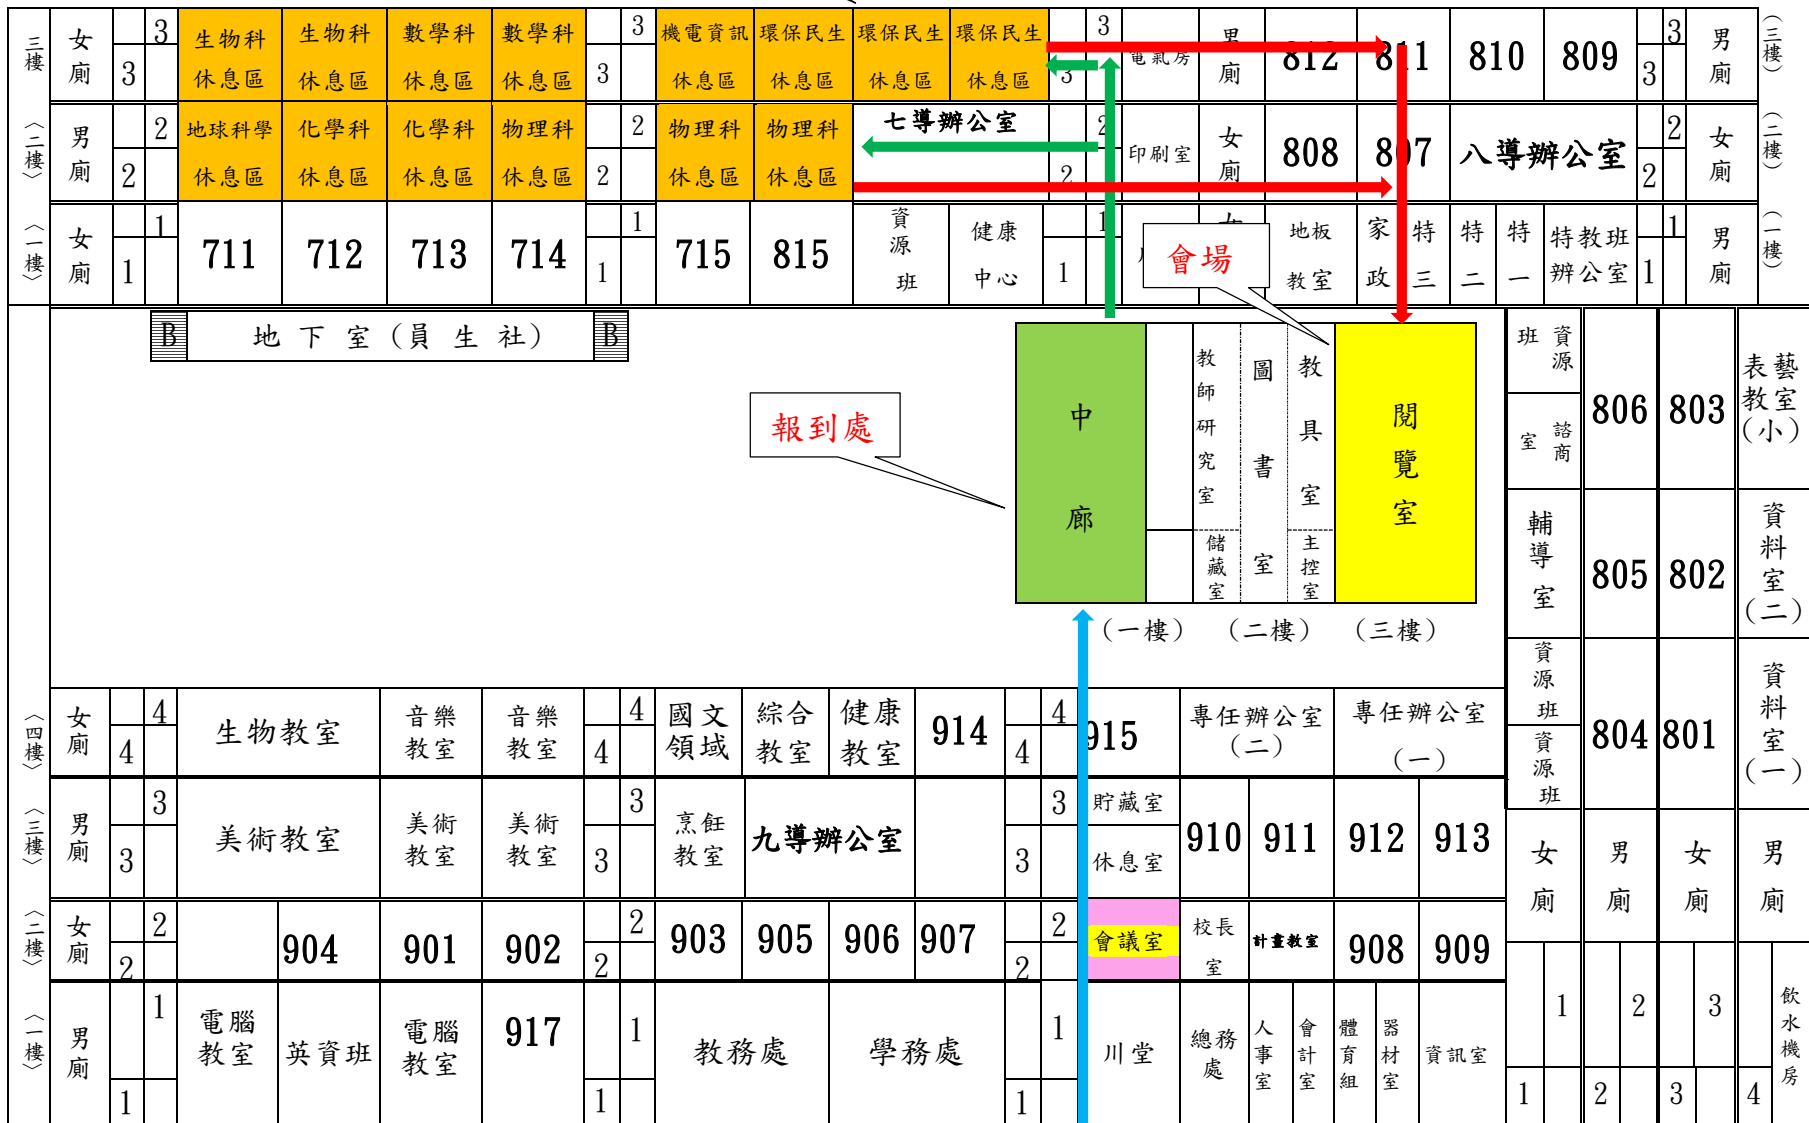 三樓 女廁 3 3 生物科休息區 生物科休息區 數學科休息區 數學科休息區 3 3 機電資訊休息區 環保民生休息區 環保民生休息區 環保民生休息區 3 3 電氣房 男廁 812 811 810 809 3 3 男廁 （三樓）
（二樓） 男廁 2 2 地球科學休息區 化學科休息區 化學科休息區 物理科休息區 2 2 物理科休息區 物理科休息區 七導辦公室 2 2 印刷室 女廁 808 807 八導辦公室 2 2 女廁 （二樓）
（一樓） 女廁 1 1 711 712 713 714 1 1 715 815 資源班 健康中心 1 1 會場 地板教室 家政 特三 特二 特一 特教班辦公室 1 1 男廁 （一樓）
B 地下室(員生社) B
報到處
中廊 教師研究室 儲藏室 圖書室 教具室 主控室 閱覽室
（一樓） （二樓） （三樓）
資源班 806 803 表藝教室（小）
諮商室
輔導室 805 802 資料室（二）
資源班 804 801 資料室（一）
資源班
女廁 男廁 女廁 男廁
1 2 3 飲水機房
1 2 3 4
（四樓） 女廁 4 4 生物教室 音樂教室 音樂教室 4 4 國文領域 綜合教室 健康教室 914 4 4 915 專任辦公室（二） 專任辦公室（一）
（三樓） 男廁 3 3 美術教室 美術教室 美術教室 3 3 烹飪教室 九導辦公室 3 3 貯藏室 休息室 910 911 912 913
（二樓） 女廁 2 2 904 901 902 2 2 903 905 906 907 2 2 會議室 校長室 計畫教室 908 909
（一樓） 男廁 1 1 電腦教室 英資班 電腦教室 917 1 1 教務處 學務處 1 1 川堂 總務處 人事室 會計室 體育組 器材室 資訊室